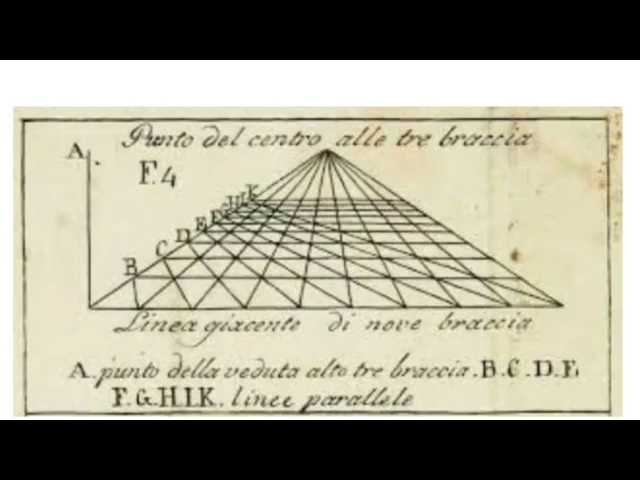 Punto del centro alle tre braccia
A
F.4
K
I
H
G
F
E
D
C
B
Linea giacente di nove braccia
A. punto della veduta alto tre braccia. B. C. D. E.
F. G. H. I. K. linee parallele